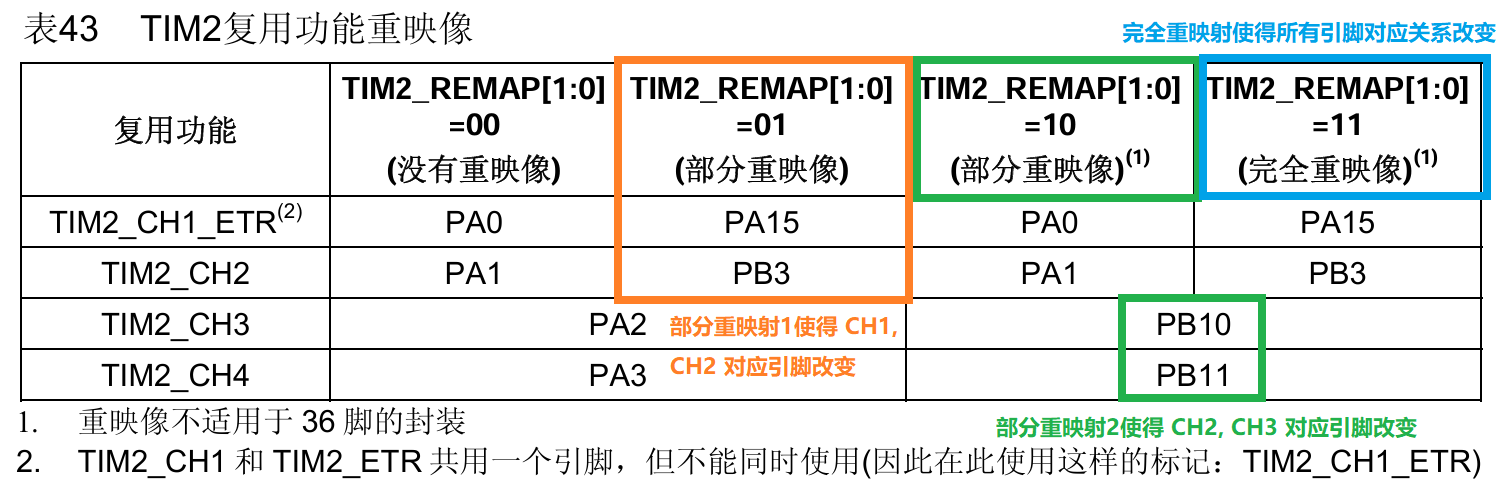 表43 TIM2复用功能重映像
完全重映射使得所有引脚对应关系改变
复用功能
TIM2_REMAP[1:0]
=00
(没有重映像)
TIM2_REMAP[1:0]
=01
(部分重映像)
TIM2_REMAP[1:0]
=10
(部分重映像)(1)
TIM2_REMAP[1:0]
=11
(完全重映像)(1)
TIM2_CH1_ETR(2) PA0 PA15 PA0 PA15
TIM2_CH2 PA1 PB3 PA1 PB3
TIM2_CH3 PA2 PB10
TIM2_CH4 PA3 PB11
部分重映射1使得 CH1,
CH2 对应引脚改变
部分重映射2使得 CH2, CH3 对应引脚改变
1. 重映像不适用于 36 脚的封装
2. TIM2_CH1 和 TIM2_ETR 共用一个引脚，但不能同时使用(因此在此使用这样的标记：TIM2_CH1_ETR)